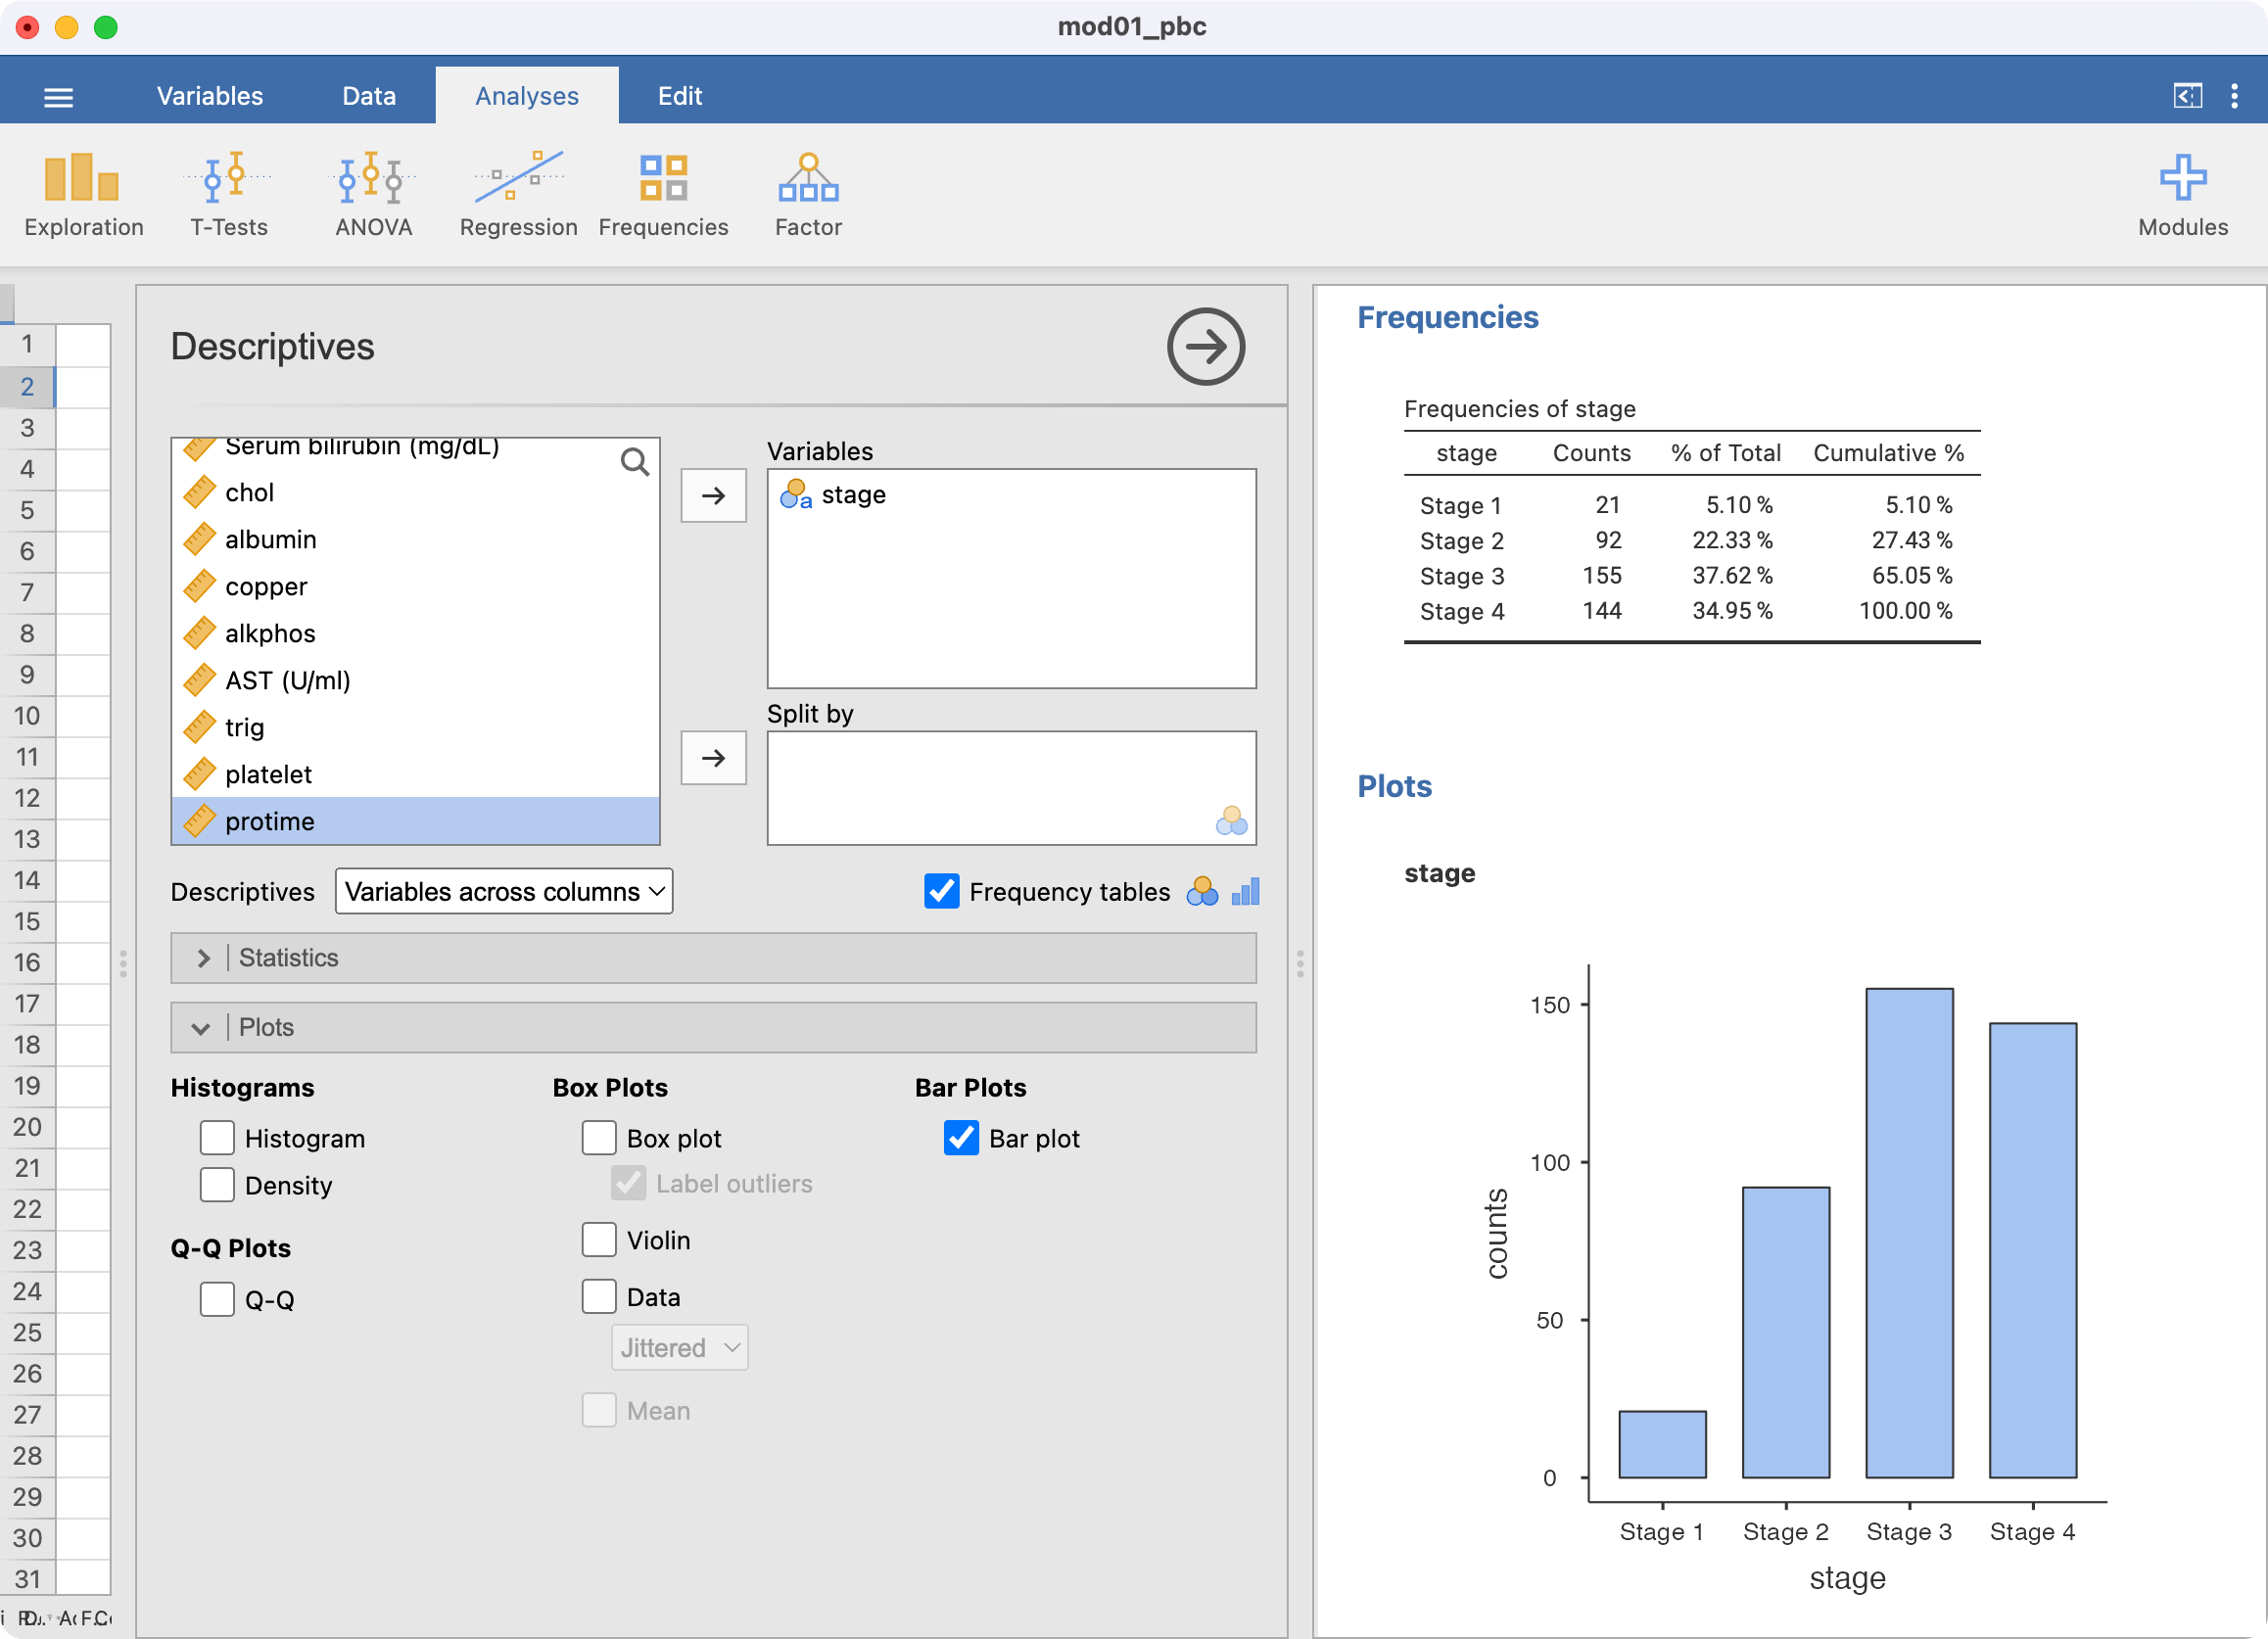 mod01_pbc
Variables Data Analyses Edit
Exploration T-Tests ANOVA Regression Frequencies Factor Modules
Descriptives
Serum bilirubin (mg/dL)
chol
albumin
copper
alkphos
AST (U/ml)
trig
platelet
protime
Variables
a stage
Split by
Descriptives Variables across columns Frequency tables
Statistics
Plots
Histograms
Histogram
Density
Q-Q Plots
Q-Q
Box Plots
Box plot
Label outliers
Violin
Data
Jittered
Mean
Bar Plots
Bar plot
1
2
3
4
5
6
7
8
9
10
11
12
13
14
15
16
17
18
19
20
21
22
23
24
25
26
27
28
29
30
31
Frequencies
Frequencies of stage
stage Counts % of Total Cumulative %
Stage 1 21 5.10 % 5.10 %
Stage 2 92 22.33 % 27.43 %
Stage 3 155 37.62 % 65.05 %
Stage 4 144 34.95 % 100.00 %
Plots
stage
150
100
50
0
counts
Stage 1 Stage 2 Stage 3 Stage 4
stage